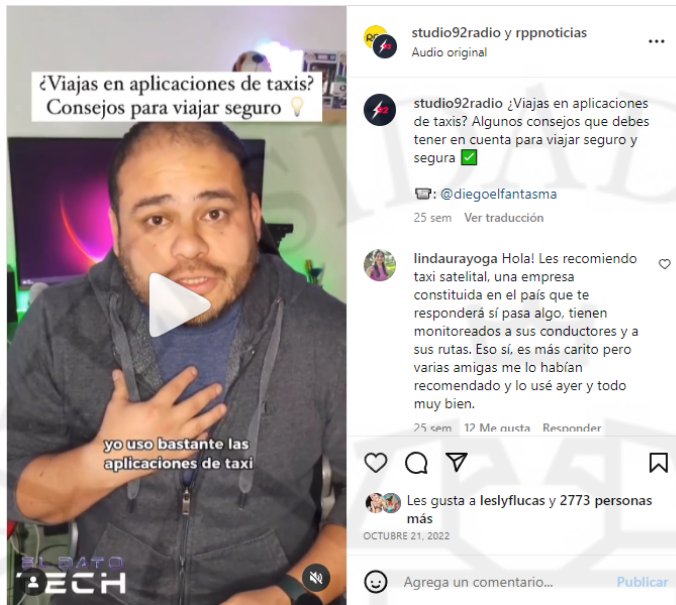 ¿Viajas en aplicaciones de taxis?
Consejos para viajar seguro 💡
yo uso bastante las
aplicaciones de taxi
EL DATO
TECH
studio92radio y rppnoticias
Audio original
studio92radio ¿Viajas en aplicaciones
de taxis? Algunos consejos que debes
tener en cuenta para viajar seguro y
segura ✅
📽: @diegoelfantasma
25 sem Ver traducción
lindaurayoga Hola! Les recomiendo
taxi satelital, una empresa
constituida en el país que te
responderá sí pasa algo, tienen
monitoreados a sus conductores y a
sus rutas. Eso sí, es más carito pero
varias amigas me lo habían
recomendado y lo usé ayer y todo
muy bien.
25 sem 12 Me gusta Responder
Les gusta a leslyflucas y 2773 personas
más
OCTUBRE 21, 2022
Agrega un comentario... Publicar